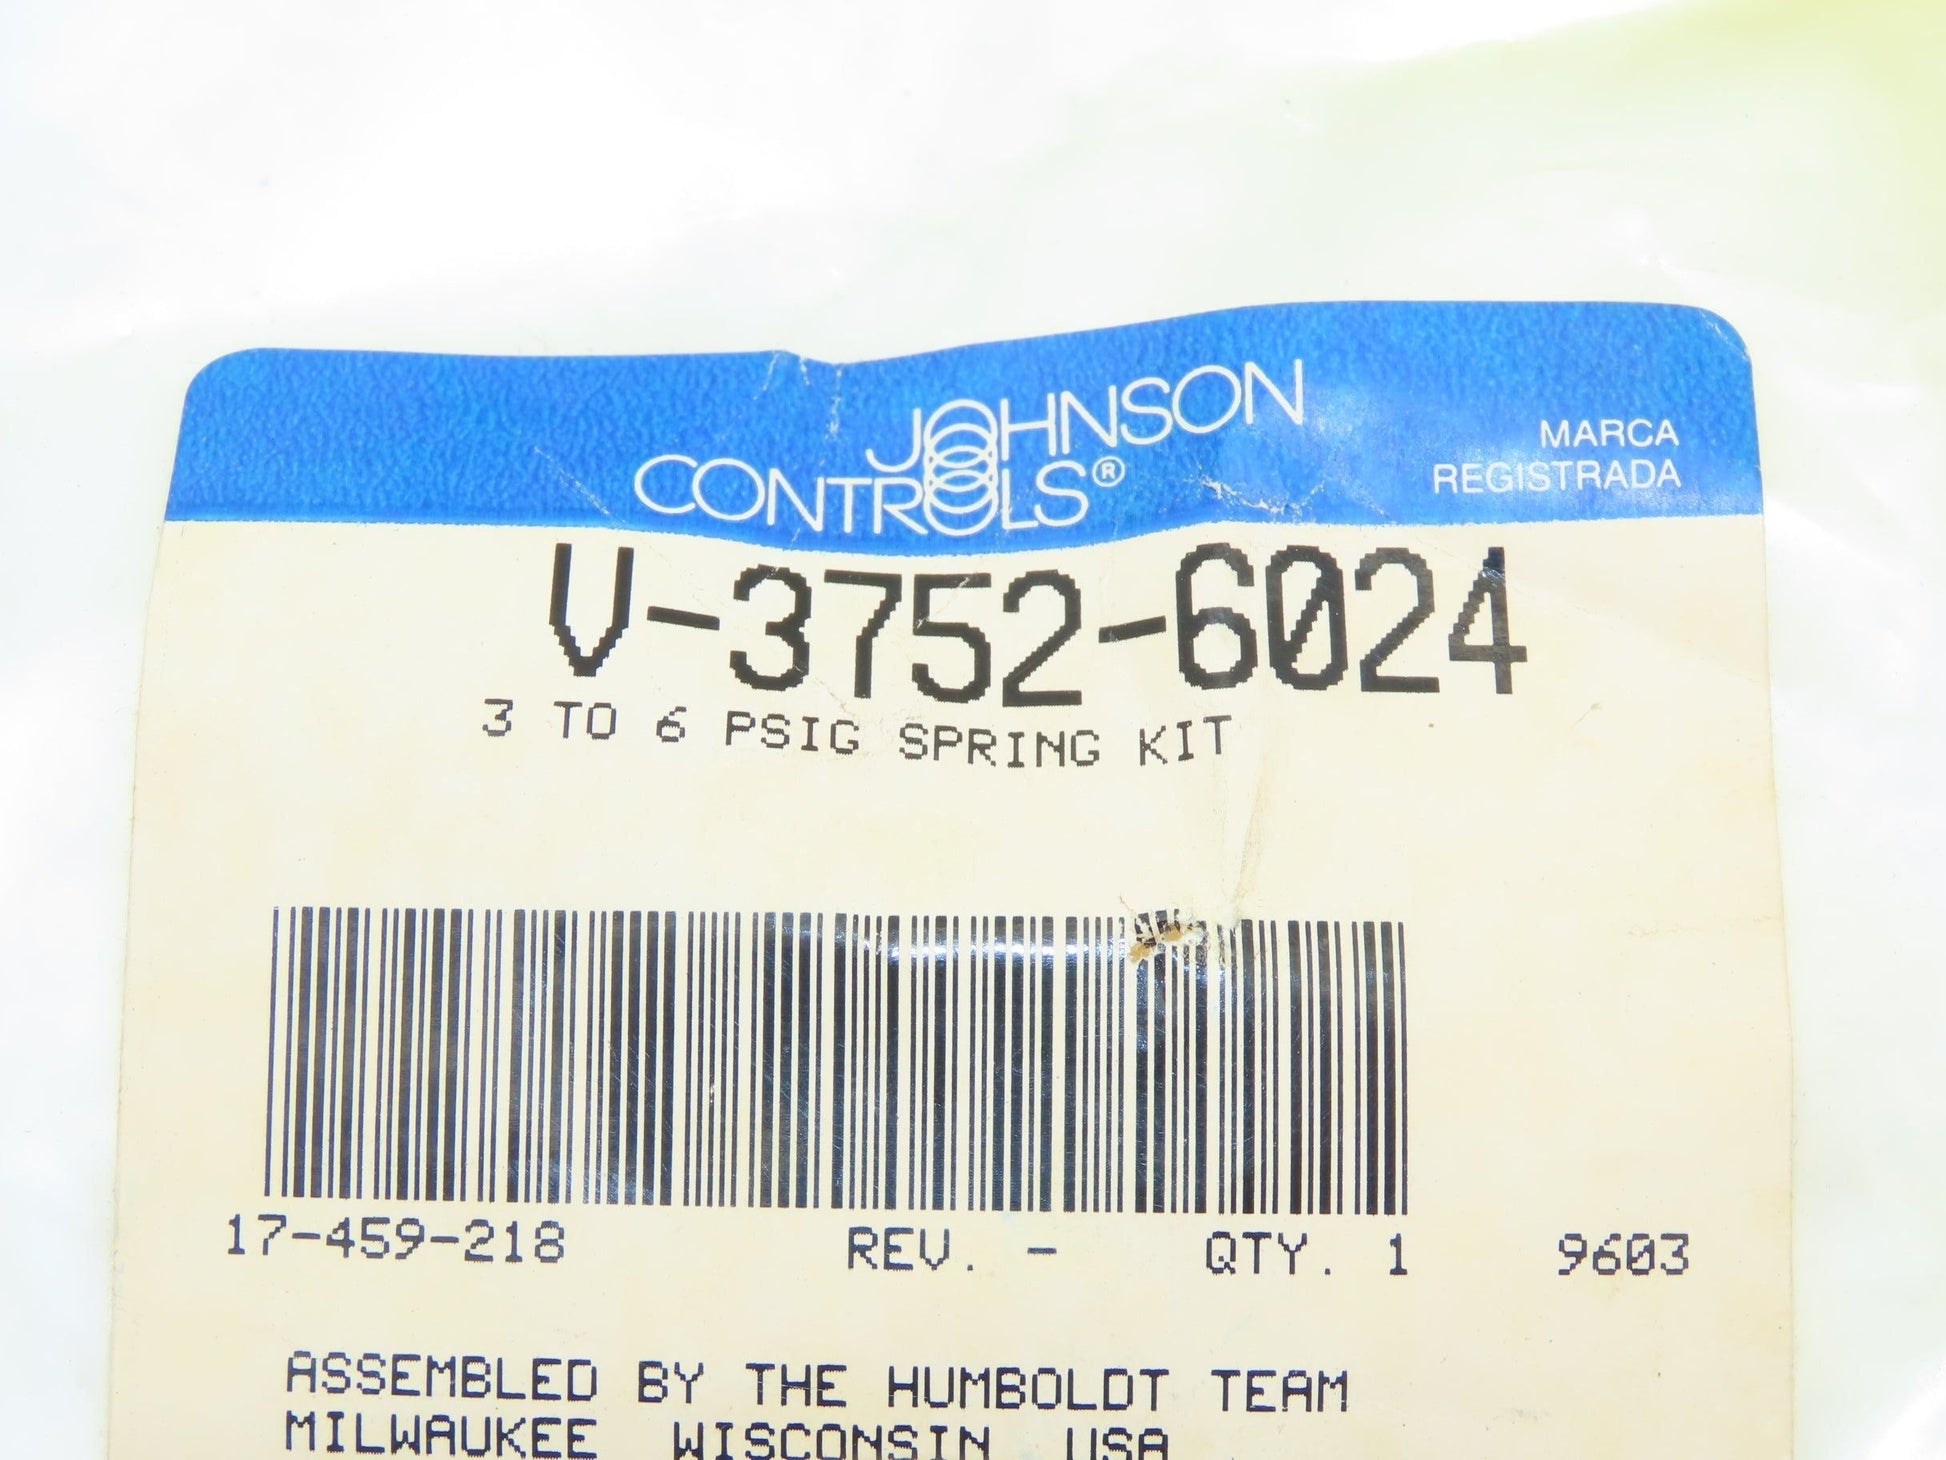 JOHNSON
CONTROLS®
MARCA
REGISTRADA
V-3752-6024
3 TO 6 PSIG SPRING KIT
17-459-218 REV. - QTY. 1 9603
ASSEMBLED BY THE HUMBOLDT TEAM
MILWAUKEE WISCONSIN USA